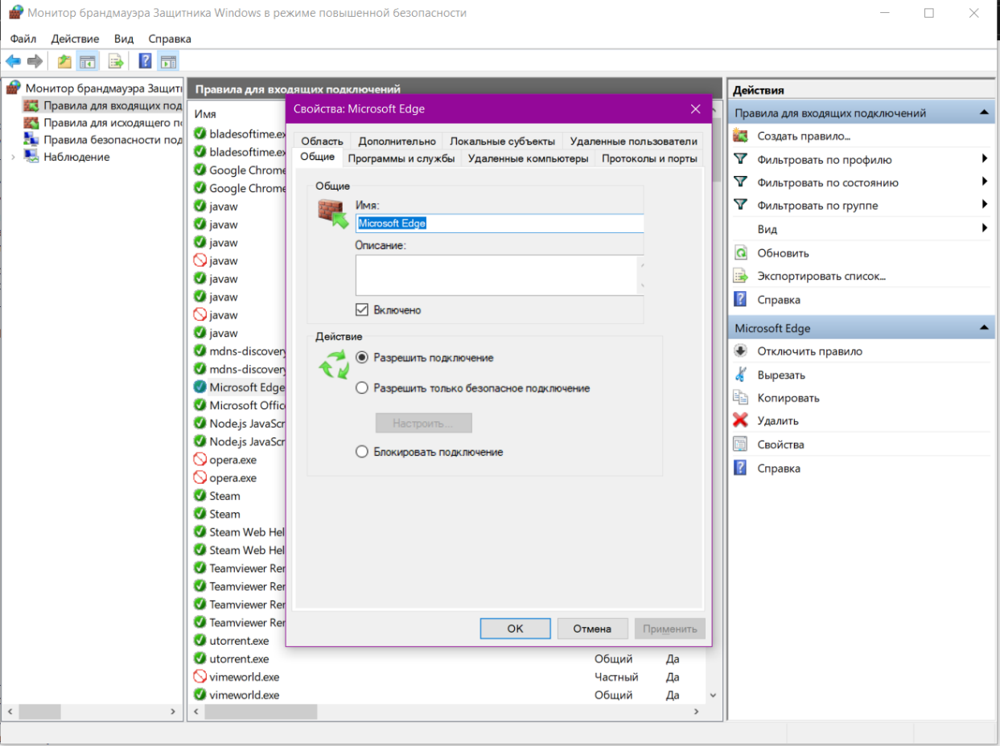 Монитор брандмауэра Защитника Windows в режиме повышенной безопасности
Файл Действие Вид Справка
Монитор брандмауэра Защит
Правила для входящих под
Правила для исходящего п
Правила безопасности под
Наблюдение
Правила для входящих подключений
Имя
bladesoftime.ex
bladesoftime.ex
Google Chrome
Google Chrome
javaw
javaw
javaw
javaw
javaw
javaw
javaw
javaw
mdns-discovery
mdns-discovery
Microsoft Edge
Microsoft Offic
Node.js JavaScr
Node.js JavaScr
opera.exe
opera.exe
Steam
Steam
Steam Web Hel
Steam Web Hel
Teamviewer Rer
Teamviewer Rer
Teamviewer Rer
Teamviewer Rer
utorrent.exe
utorrent.exe Общий Да
vimeworld.exe Частный Да
vimeworld.exe Общий Да
Свойства: Microsoft Edge
Область Дополнительно Локальные субъекты Удаленные пользователи
Общие Программы и службы Удаленные компьютеры Протоколы и порты
Общие
Имя:
Microsoft Edge
Описание:
Включено
Действие
Разрешить подключение
Разрешить только безопасное подключение
Настроить...
Блокировать подключение
ОК Отмена Применить
Действия
Правила для входящих подключений
Создать правило...
Фильтровать по профилю
Фильтровать по состоянию
Фильтровать по группе
Вид
Обновить
Экспортировать список...
Справка
Microsoft Edge
Отключить правило
Вырезать
Копировать
Удалить
Свойства
Справка